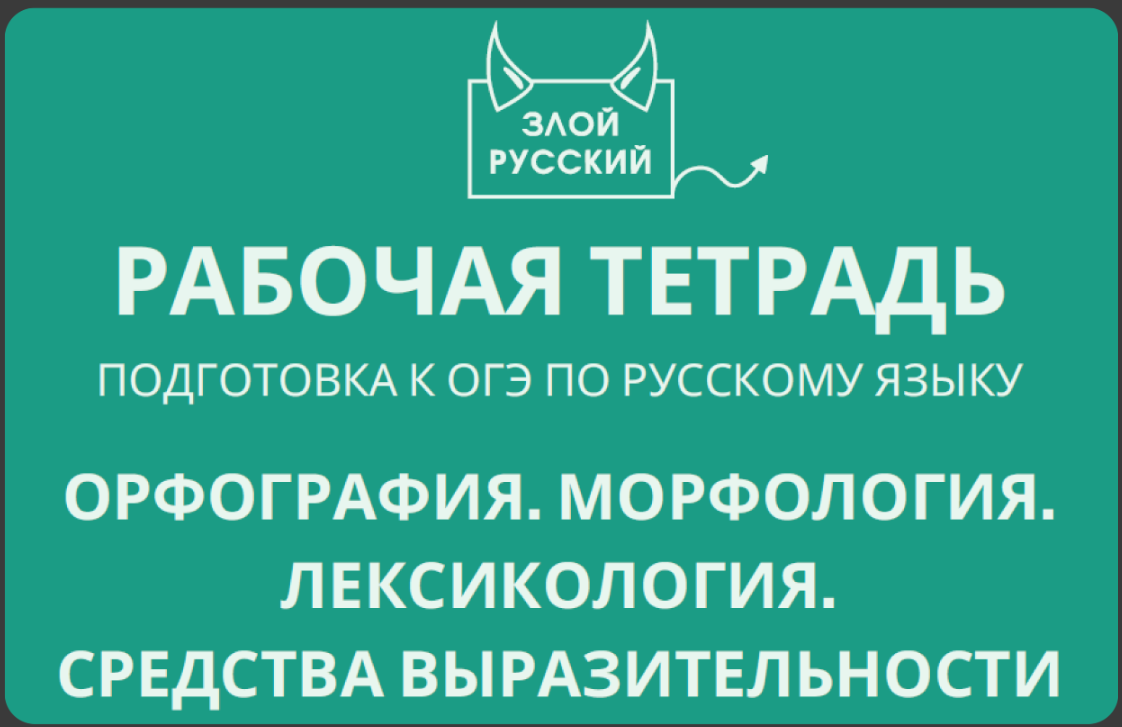 ЗЛОЙ
РУССКИЙ
РАБОЧАЯ ТЕТРАДЬ
ПОДГОТОВКА К ОГЭ ПО РУССКОМУ ЯЗЫКУ
ОРФОГРАФИЯ. МОРФОЛОГИЯ.
ЛЕКСИКОЛОГИЯ.
СРЕДСТВА ВЫРАЗИТЕЛЬНОСТИ